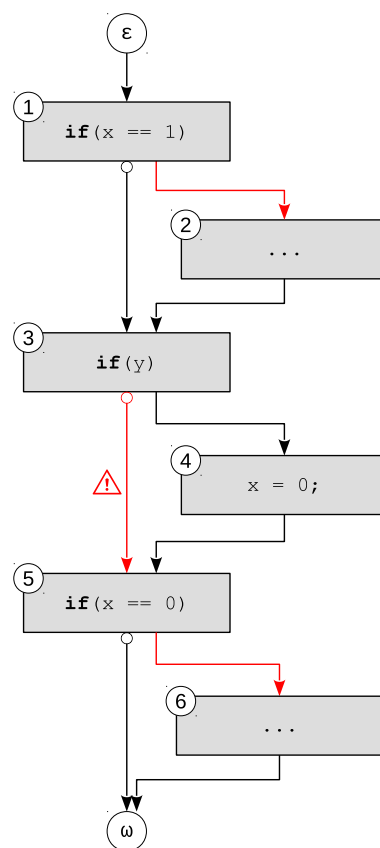 ε
1
if(x == 1)
2
...
3
if(y)
4
x = 0;
5
if(x == 0)
6
...
ω